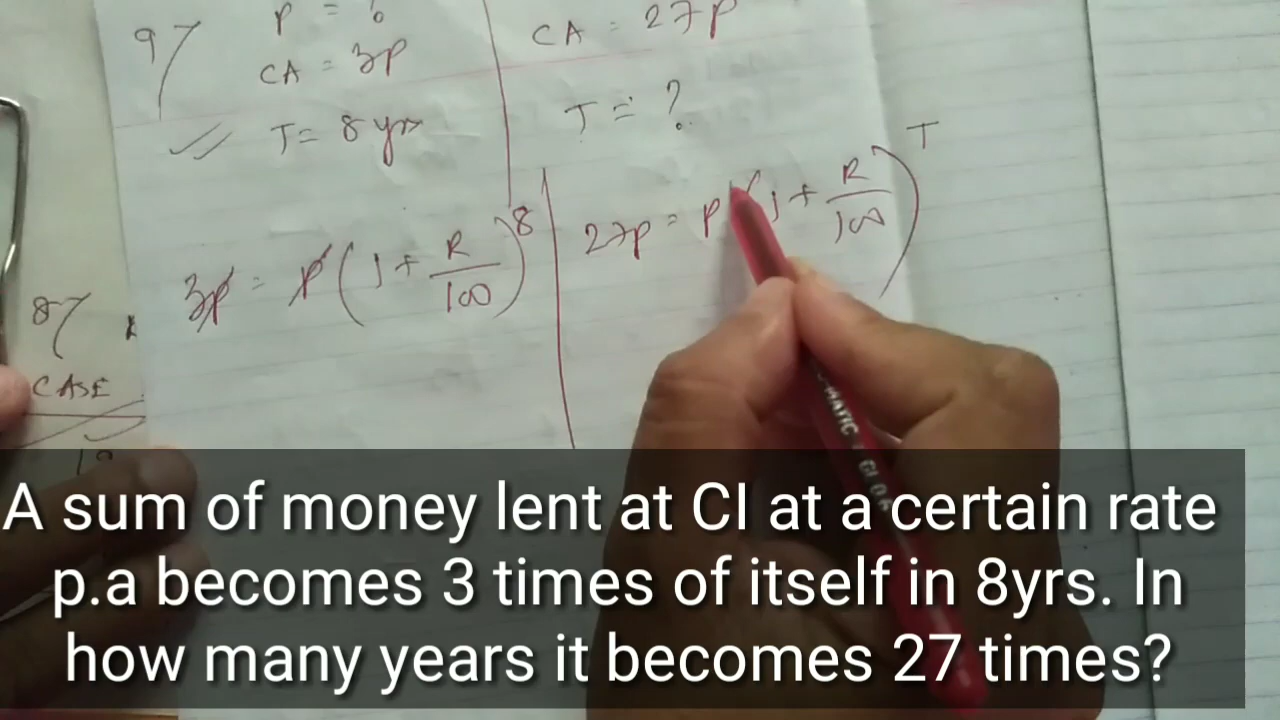 97
P = ?
CA = 3P
T = 8 yrs
CA = 27P
T = ?
3P = P(1 + R/100)^8
27P = P(1 + R/100)^T
87
CASE
A sum of money lent at CI at a certain rate
p.a becomes 3 times of itself in 8yrs. In
how many years it becomes 27 times?